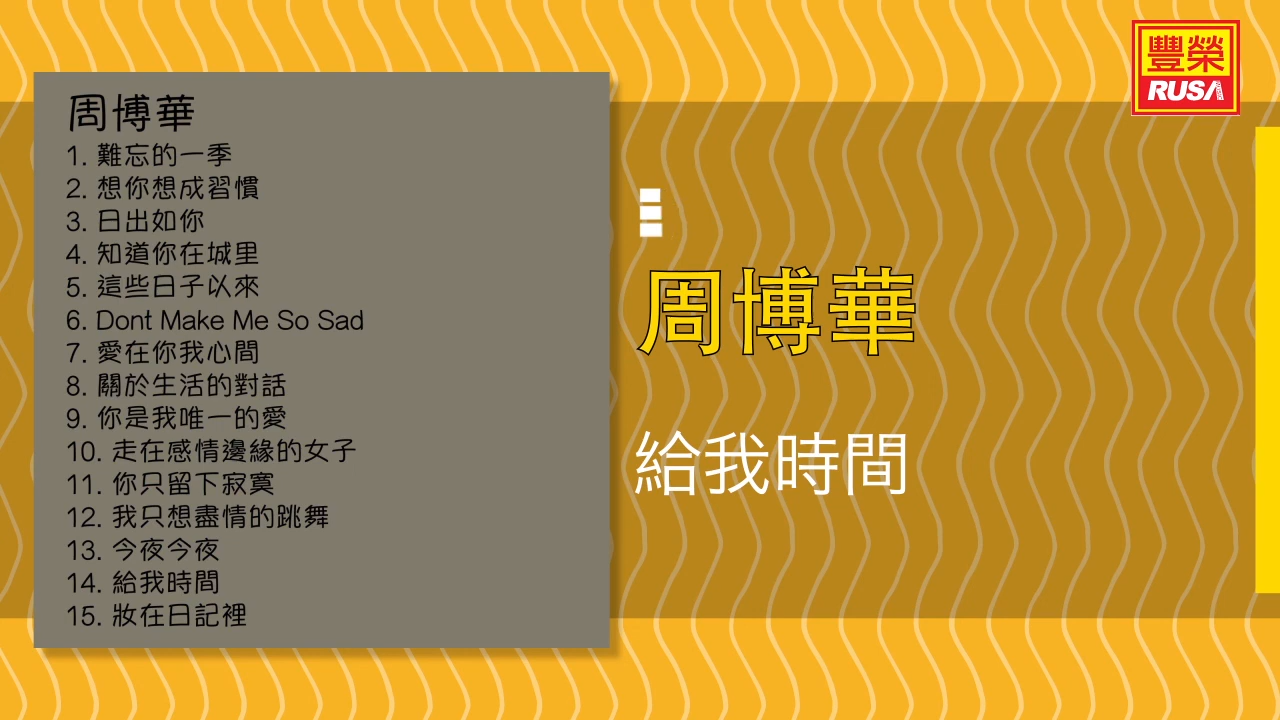 周博華
1. 難忘的一季
2. 想你想成習慣
3. 日出如你
4. 知道你在城里
5. 這些日子以來
6. Dont Make Me So Sad
7. 愛在你我心間
8. 關於生活的對話
9. 你是我唯一的愛
10. 走在感情邊緣的女子
11. 你只留下寂寞
12. 我只想盡情的跳舞
13. 今夜今夜
14. 給我時間
15. 妝在日記裡
豐榮
RUSA
周博華
給我時間